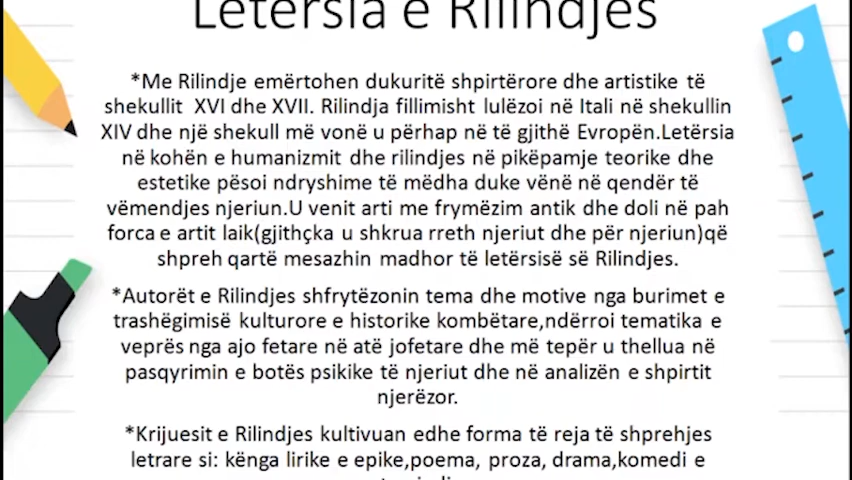 Letërsia e Rilindjes
*Me Rilindje emërtohen dukuritë shpirtërore dhe artistike të
shekullit XVI dhe XVII. Rilindja fillimisht lulëzoi në Itali në shekullin
XIV dhe një shekull më vonë u përhap në të gjithë Evropën.Letërsia
në kohën e humanizmit dhe rilindjes në pikëpamje teorike dhe
estetike pësoi ndryshime të mëdha duke vënë në qendër të
vëmendjes njeriun.U venit arti me frymëzim antik dhe doli në pah
forca e artit laik(gjithçka u shkrua rreth njeriut dhe për njeriun)që
shpreh qartë mesazhin madhor të letërsisë së Rilindjes.
*Autorët e Rilindjes shfrytëzonin tema dhe motive nga burimet e
trashëgimisë kulturore e historike kombëtare,ndërroi tematika e
veprës nga ajo fetare në atë jofetare dhe më tepër u thellua në
pasqyrimin e botës psikike të njeriut dhe në analizën e shpirtit
njerëzor.
*Krijuesit e Rilindjes kultivuan edhe forma të reja të shprehjes
letrare si: kënga lirike e epike,poema, proza, drama,komedi e